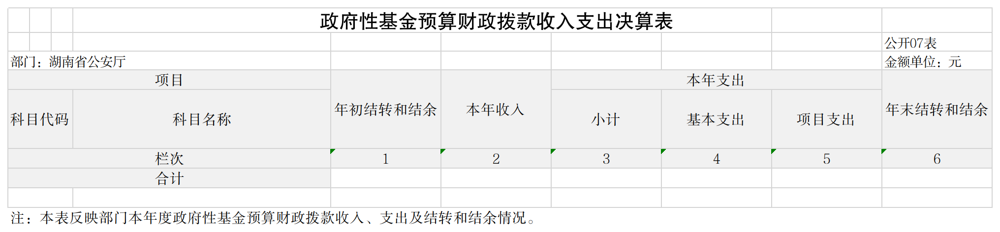 政府性基金预算财政拨款收入支出决算表
公开07表
部门：湖南省公安厅 金额单位：元
项目 年初结转和结余 本年收入 本年支出 年末结转和结余
科目代码 科目名称 小计 基本支出 项目支出
栏次 1 2 3 4 5 6
合计
注：本表反映部门本年度政府性基金预算财政拨款收入、支出及结转和结余情况。